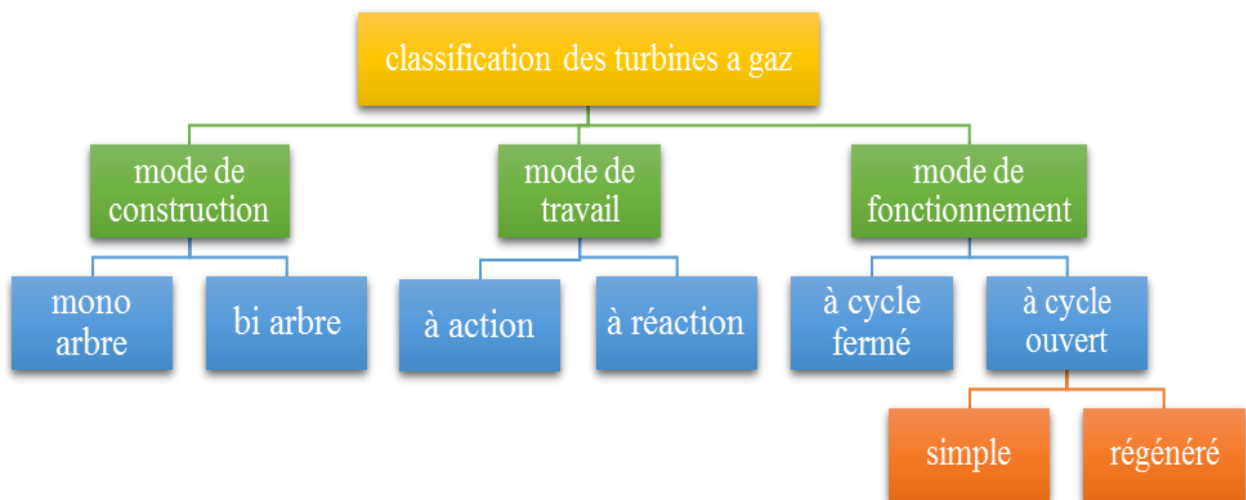 classification des turbines a gaz
mode de
construction
mode de
travail
mode de
fonctionnement
mono
arbre
bi arbre
à action
à réaction
à cycle
fermé
à cycle
ouvert
simple
régénéré